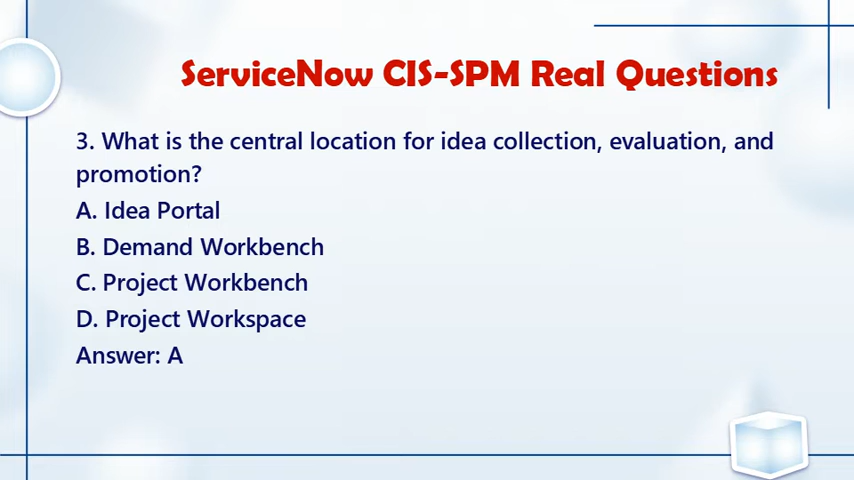 ServiceNow CIS-SPM Real Questions
3. What is the central location for idea collection, evaluation, and
promotion?
A. Idea Portal
B. Demand Workbench
C. Project Workbench
D. Project Workspace
Answer: A